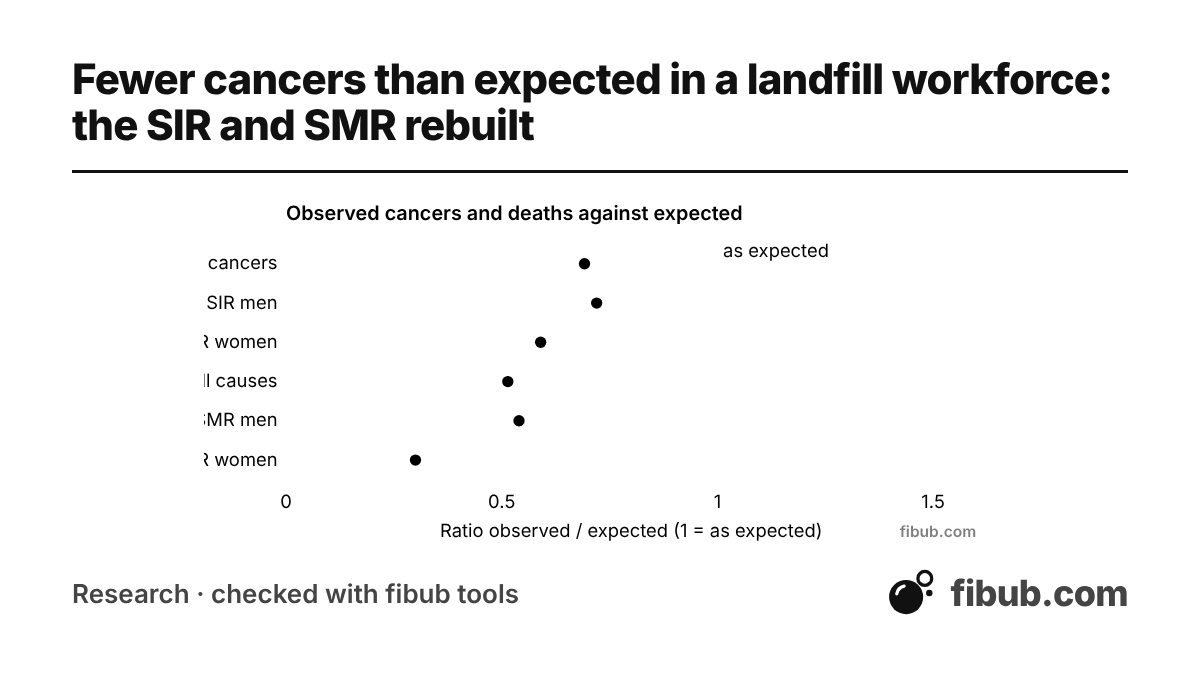 Fewer cancers than expected in a landfill workforce:
the SIR and SMR rebuilt
Observed cancers and deaths against expected
as expected
cancers
SIR men
women
causes
men
women
0 0.5 1 1.5
Ratio observed / expected (1 = as expected)
fibub.com
Research · checked with fibub tools
fibub.com